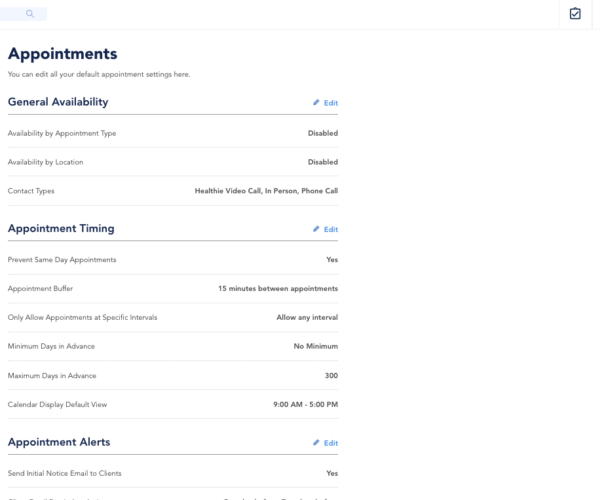 Appointments
You can edit all your default appointment settings here.
General Availability Edit
Availability by Appointment Type Disabled
Availability by Location Disabled
Contact Types Healthie Video Call, In Person, Phone Call
Appointment Timing Edit
Prevent Same Day Appointments Yes
Appointment Buffer 15 minutes between appointments
Only Allow Appointments at Specific Intervals Allow any interval
Minimum Days in Advance No Minimum
Maximum Days in Advance 300
Calendar Display Default View 9:00 AM - 5:00 PM
Appointment Alerts Edit
Send Initial Notice Email to Clients Yes